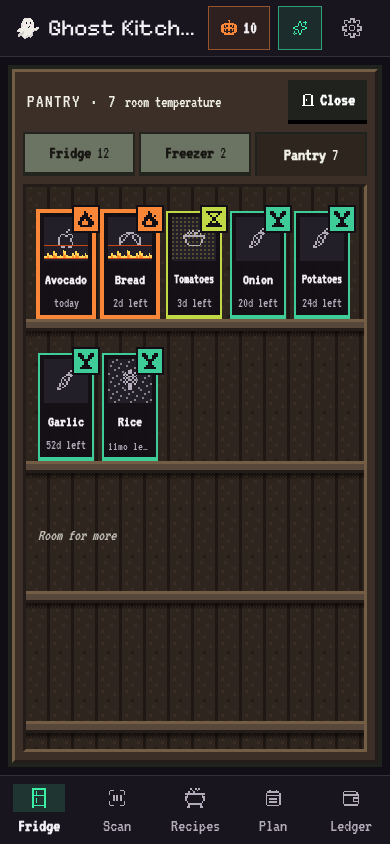 Ghost Kitch...
10
PANTRY · 7 room temperature
Close
Fridge 12
Freezer 2
Pantry 7
Avocado
today
Bread
2d left
Tomatoes
3d left
Onion
20d left
Potatoes
24d left
Garlic
52d left
Rice
11mo le...
Room for more
Fridge
Scan
Recipes
Plan
Ledger